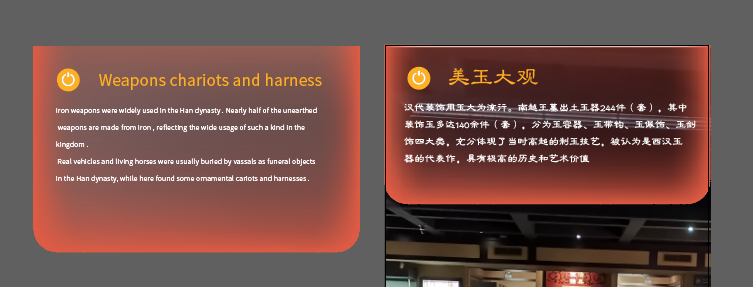 Weapons chariots and harness
Iron weapons were widely used in the Han dynasty . Nearly half of the unearthed
weapons are made from iron , reflecting the wide usage of such a kind in the
kingdom .
Real vehicles and living horses were usually buried by vassals as funeral objects
in the Han dynasty, while here found some ornamental cariots and harnesses .
美玉大观
汉代装饰用玉大为流行。南越王墓出土玉器244件（套），其中
装饰玉多达140余件（套），分为玉容器、玉带钩、玉佩饰、玉剑
饰四大类，充分体现了当时高超的制玉技艺，被认为是西汉玉
器的代表作，具有极高的历史和艺术价值